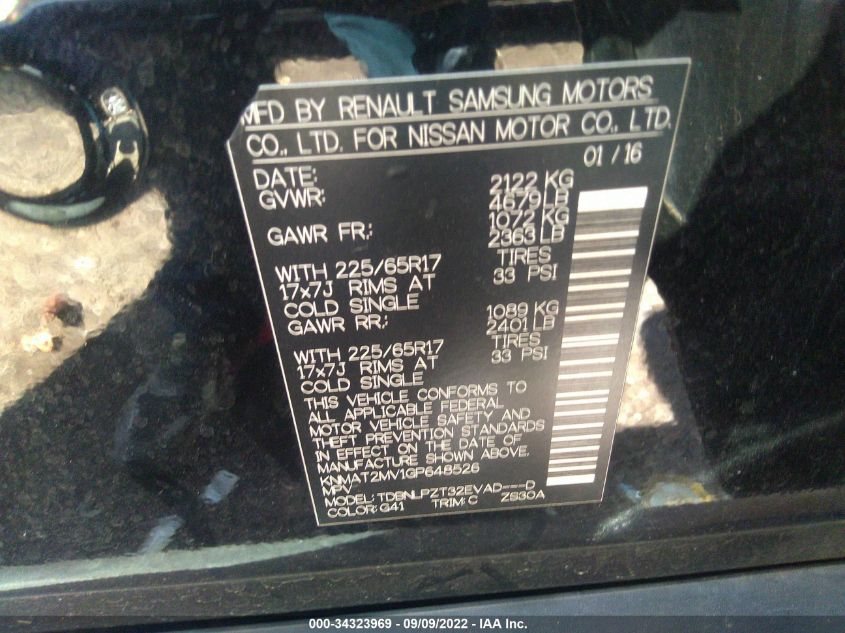 MFD BY RENAULT SAMSUNG MOTORS
CO., LTD. FOR NISSAN MOTOR CO., LTD.
DATE: 01 / 16
GVWR: 2122 KG
4679 LB
GAWR FR.: 1072 KG
2363 LB
WITH 225/65R17 TIRES
17x7J RIMS AT 33 PSI
COLD SINGLE
GAWR RR.: 1089 KG
2401 LB
WITH 225/65R17 TIRES
17x7J RIMS AT 33 PSI
COLD SINGLE
THIS VEHICLE CONFORMS TO
ALL APPLICABLE FEDERAL
MOTOR VEHICLE SAFETY AND
THEFT PREVENTION STANDARDS
IN EFFECT ON THE DATE OF
MANUFACTURE SHOWN ABOVE.
KNMAT2MV1GP648526
MPV
MODEL: TDBNLPZT32EVAD---D
COLOR: G41 TRIM: C ZS30A
000-34323969 - 09/09/2022 - IAA Inc.